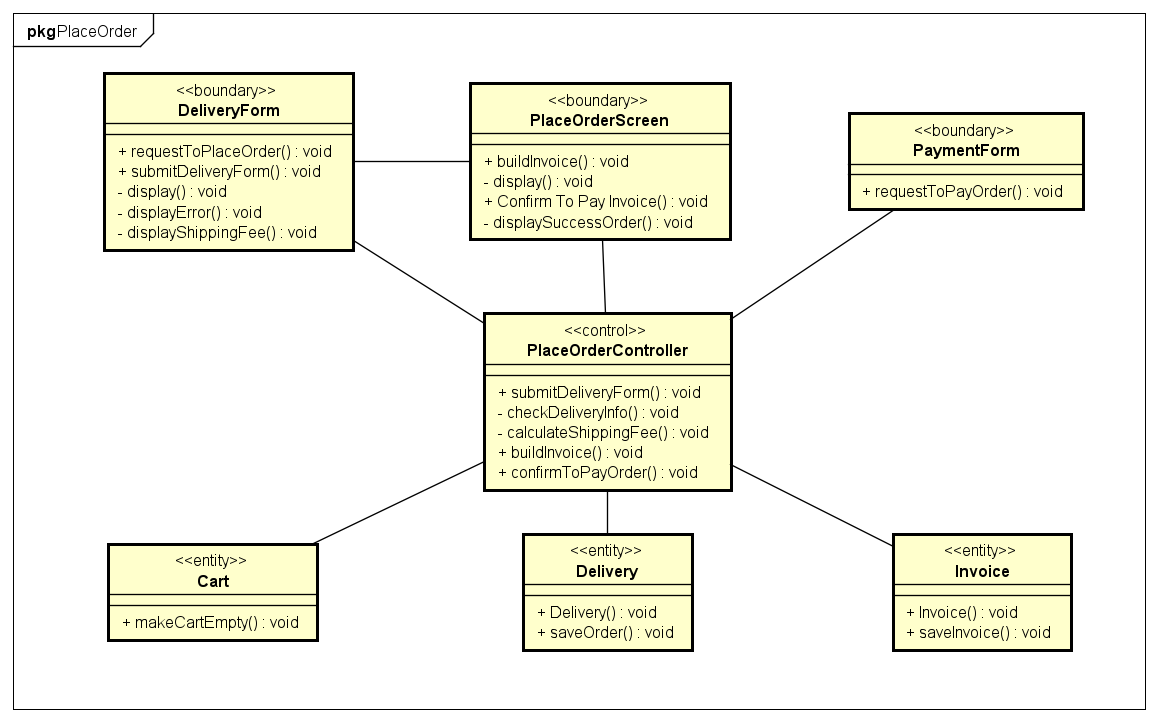 pkg PlaceOrder
<<boundary>>
DeliveryForm
+ requestToPlaceOrder() : void
+ submitDeliveryForm() : void
- display() : void
- displayError() : void
- displayShippingFee() : void
<<boundary>>
PlaceOrderScreen
+ buildInvoice() : void
- display() : void
+ Confirm To Pay Invoice() : void
- displaySuccessOrder() : void
<<boundary>>
PaymentForm
+ requestToPayOrder() : void
<<control>>
PlaceOrderController
+ submitDeliveryForm() : void
- checkDeliveryInfo() : void
- calculateShippingFee() : void
+ buildInvoice() : void
+ confirmToPayOrder() : void
<<entity>>
Cart
+ makeCartEmpty() : void
<<entity>>
Delivery
+ Delivery() : void
+ saveOrder() : void
<<entity>>
Invoice
+ Invoice() : void
+ saveInvoice() : void